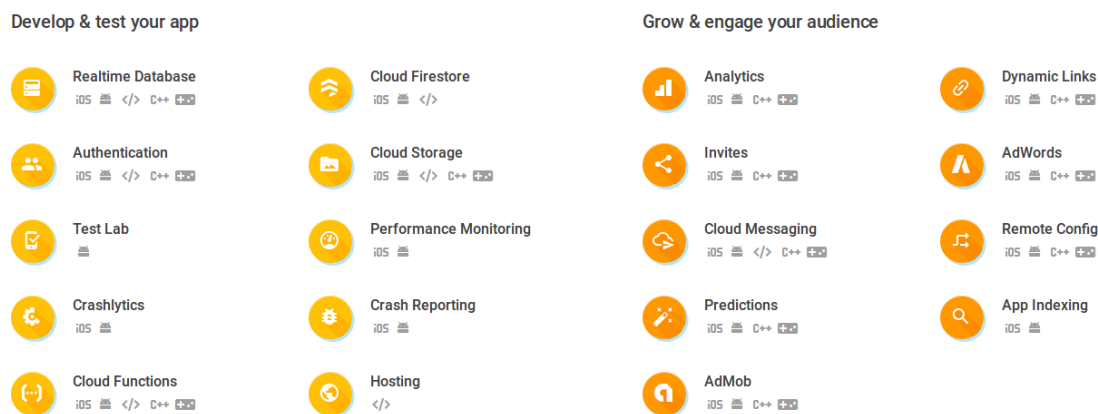 Develop & test your app
Grow & engage your audience
Realtime Database
iOS </> C++
Cloud Firestore
iOS </>
Analytics
iOS C++
Dynamic Links
iOS C++
Authentication
iOS </> C++
Cloud Storage
iOS </> C++
Invites
iOS C++
AdWords
iOS C++
Test Lab
Performance Monitoring
iOS
Cloud Messaging
iOS </> C++
Remote Config
iOS C++
Crashlytics
iOS
Crash Reporting
iOS
Predictions
iOS C++
App Indexing
iOS
Cloud Functions
iOS </> C++
Hosting
</>
AdMob
iOS C++